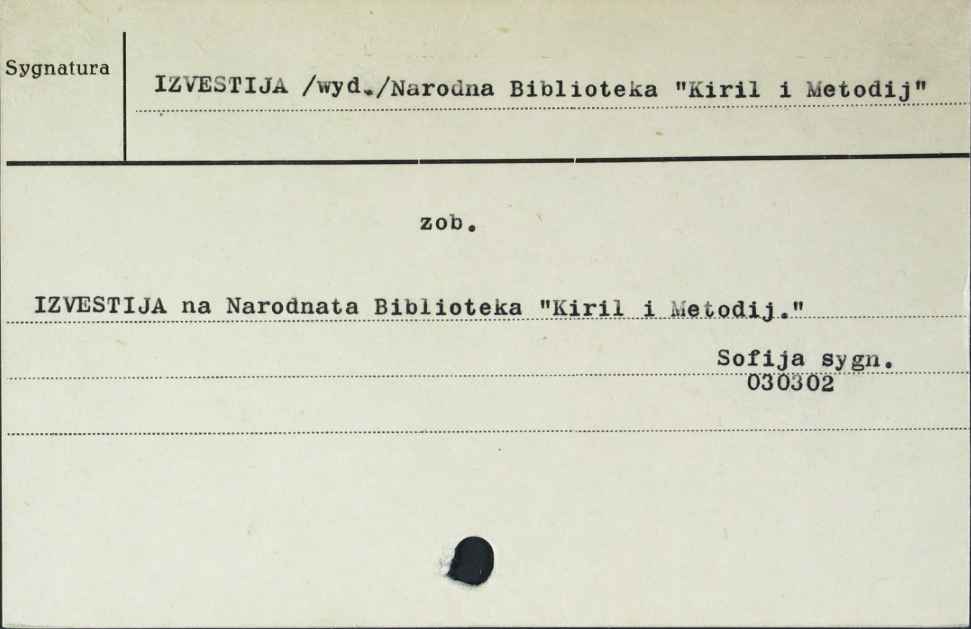 Sygnatura
IZVESTIJA /wyd./Narodna Biblioteka "Kiril i Metodij"
zob.
IZVESTIJA na Narodnata Biblioteka "Kiril i Metodij."
Sofija sygn.
030302